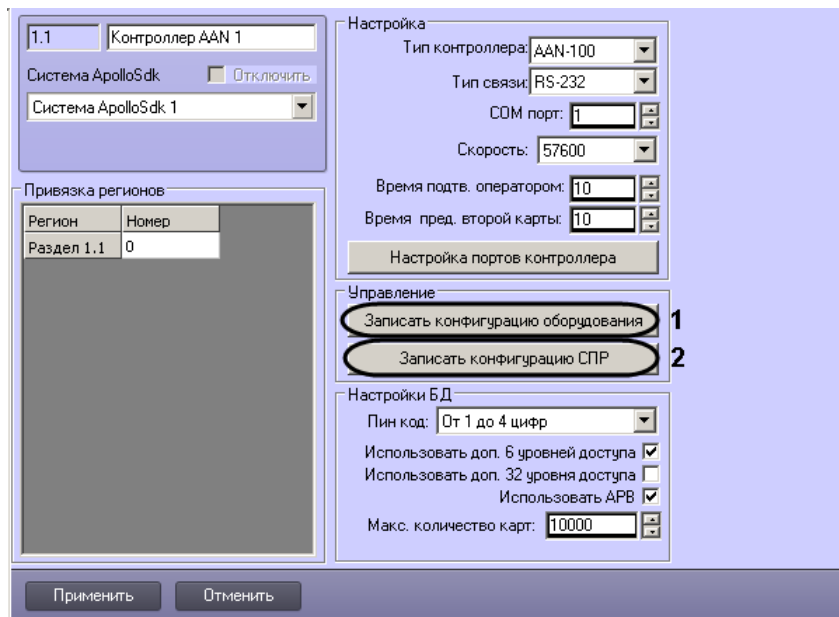 1.1 Контроллер AAN 1
Система ApolloSdk Отключить
Система ApolloSdk 1
Привязка регионов
Регион Номер
Раздел 1.1 0
Настройка
Тип контроллера: AAN-100
Тип связи: RS-232
COM порт: 1
Скорость: 57600
Время подтв. оператором: 10
Время пред. второй карты: 10
Настройка портов контроллера
Управление
Записать конфигурацию оборудования 1
Записать конфигурацию СПР 2
Настройки БД
Пин код: От 1 до 4 цифр
Использовать доп. 6 уровней доступа
Использовать доп. 32 уровня доступа
Использовать APB
Макс. количество карт: 10000
Применить Отменить